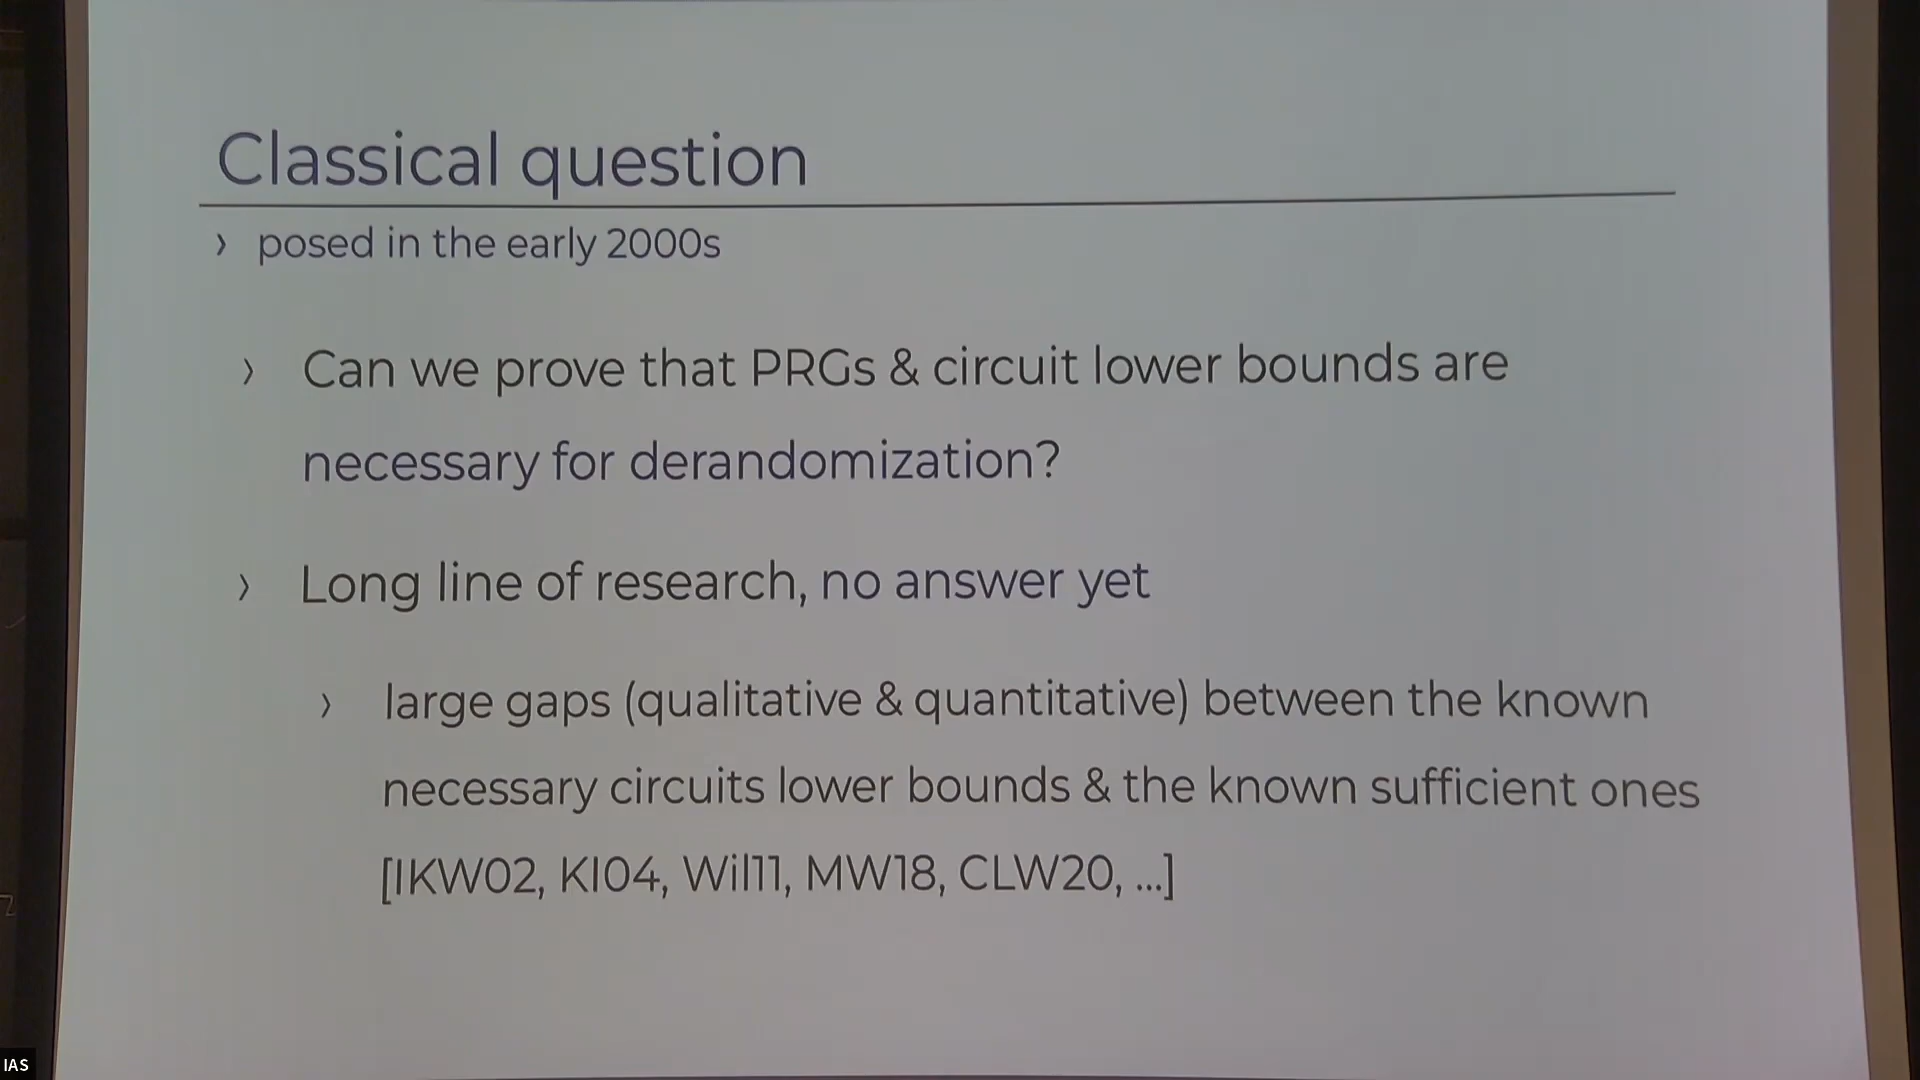 Classical question
› posed in the early 2000s
› Can we prove that PRGs & circuit lower bounds are
necessary for derandomization?
› Long line of research, no answer yet
› large gaps (qualitative & quantitative) between the known
necessary circuits lower bounds & the known sufficient ones
[IKW02, KI04, Wil11, MW18, CLW20, ...]
IAS